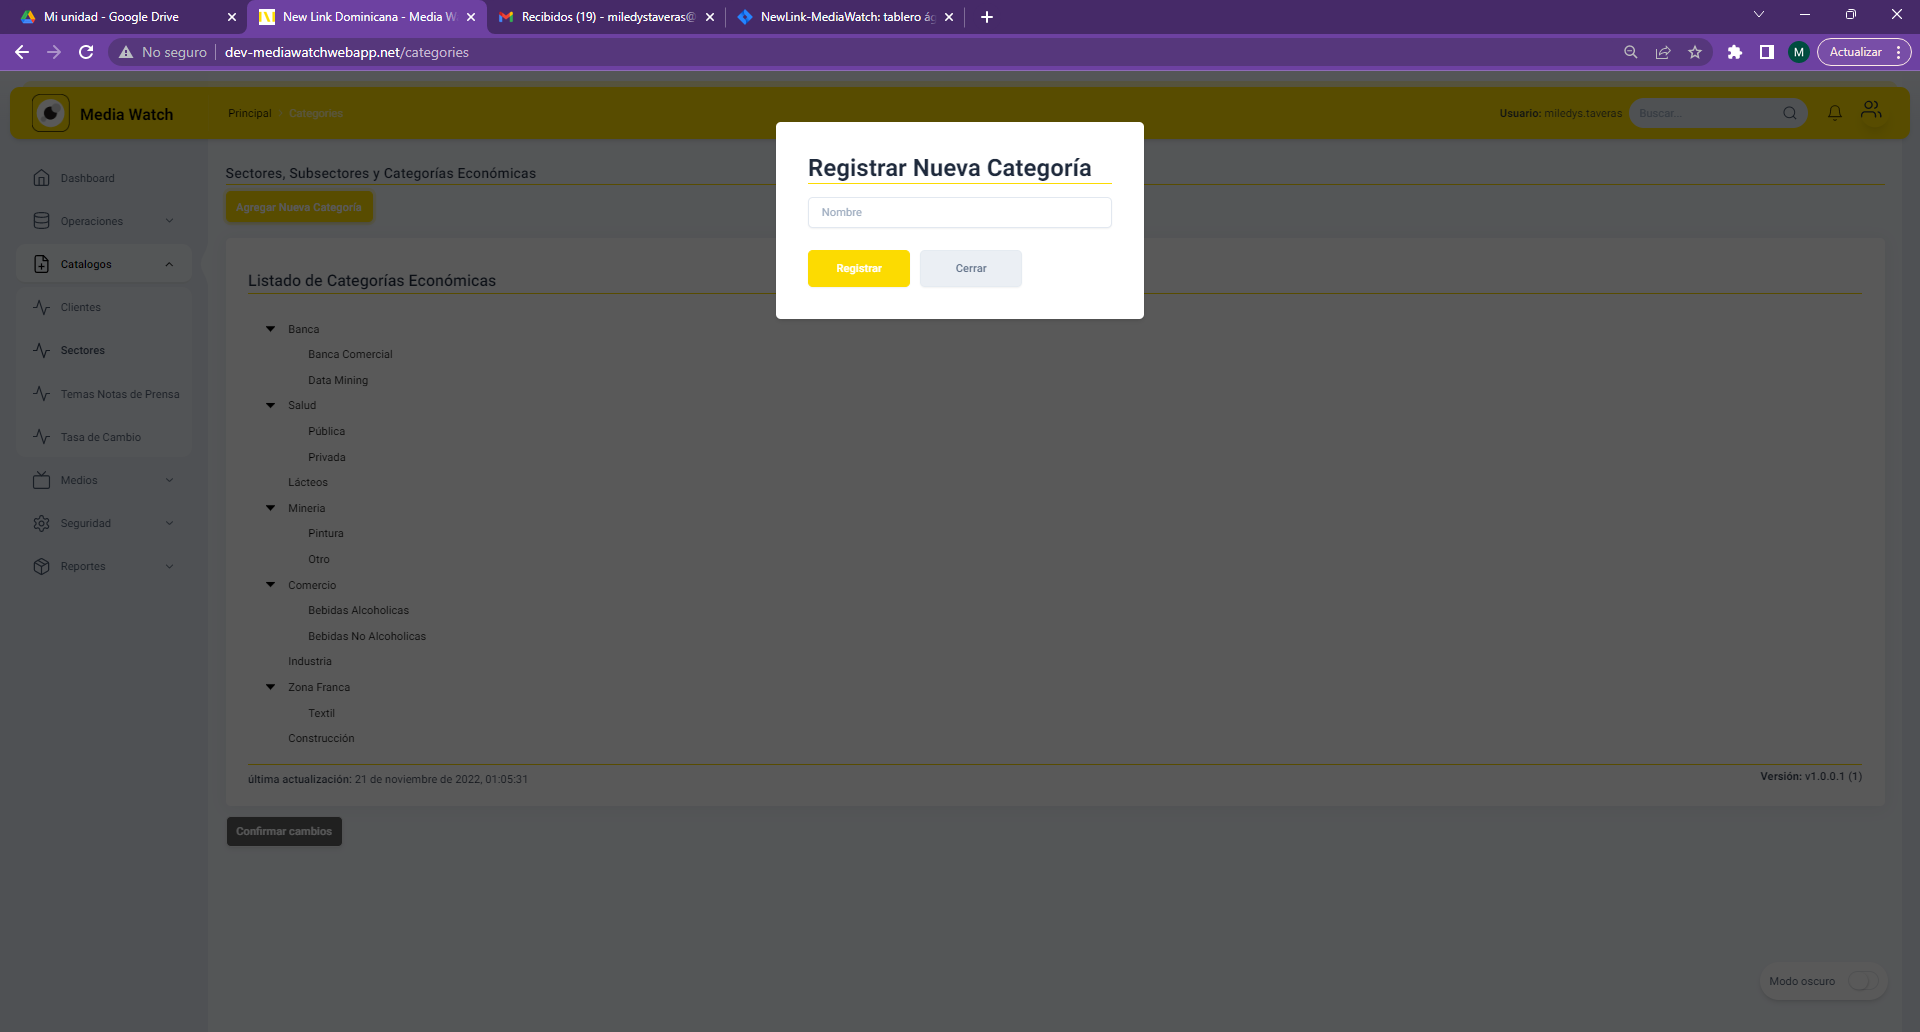 Mi unidad - Google Drive
New Link Dominicana - Media W
Recibidos (19) - miledystaveras@
NewLink-MediaWatch: tablero ág
No seguro
dev-mediawatchwebapp.net/categories
M
Actualizar
Media Watch
Principal
Categories
Usuario: miledys.taveras
Buscar...
Dashboard
Operaciones
Catalogos
Clientes
Sectores
Temas Notas de Prensa
Tasa de Cambio
Medios
Seguridad
Reportes
Sectores, Subsectores y Categorías Económicas
Agregar Nueva Categoría
Registrar Nueva Categoría
Nombre
Registrar
Cerrar
Listado de Categorías Económicas
Banca
Banca Comercial
Data Mining
Salud
Pública
Privada
Lácteos
Mineria
Pintura
Otro
Comercio
Bebidas Alcoholicas
Bebidas No Alcoholicas
Industria
Zona Franca
Textil
Construcción
última actualización: 21 de noviembre de 2022, 01:05:31
Versión: v1.0.0.1 (1)
Confirmar cambios
Modo oscuro